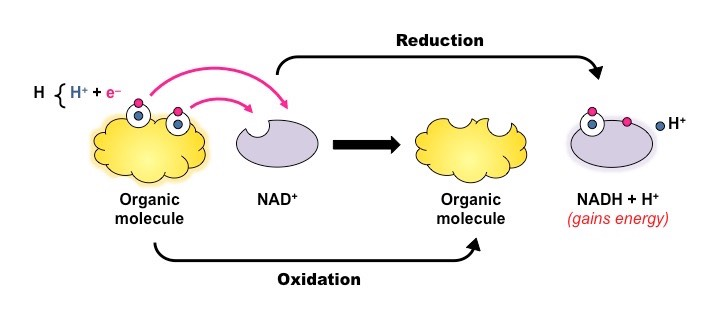 Reduction
H { H⁺ + e⁻
H⁺
Organic
molecule
NAD⁺
Organic
molecule
NADH + H⁺
(gains energy)
Oxidation